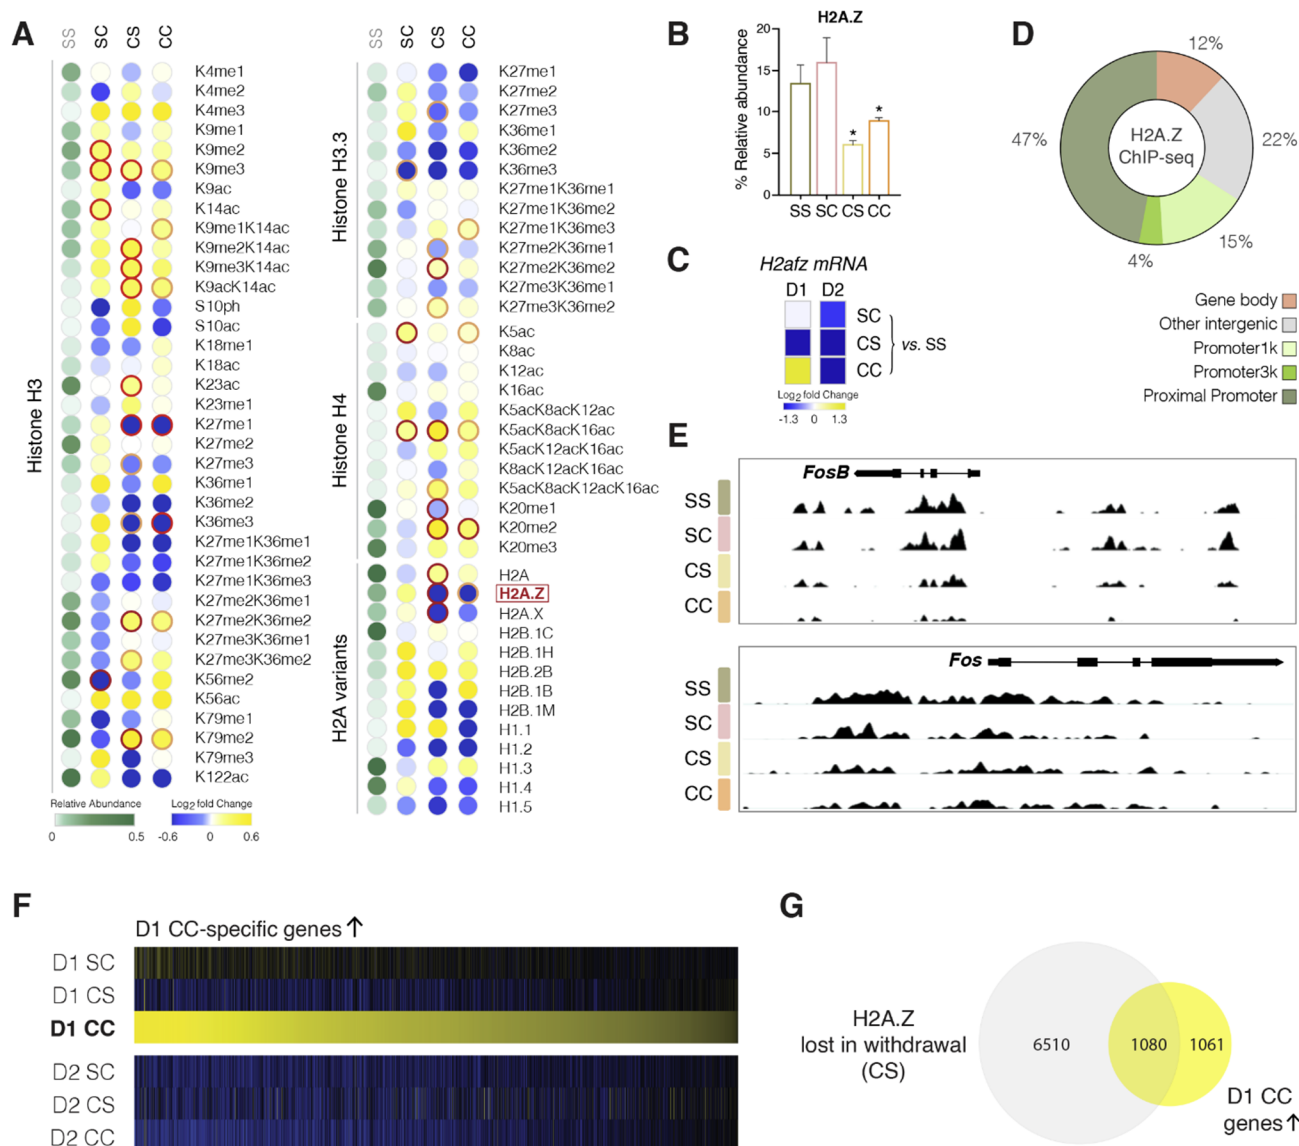 A
SS SC CS CC
Histone H3
K4me1
K4me2
K4me3
K9me1
K9me2
K9me3
K9ac
K14ac
K9me1K14ac
K9me2K14ac
K9me3K14ac
K9acK14ac
S10ph
S10ac
K18me1
K18ac
K23ac
K23me1
K27me1
K27me2
K27me3
K36me1
K36me2
K36me3
K27me1K36me1
K27me1K36me2
K27me1K36me3
K27me2K36me1
K27me2K36me2
K27me3K36me1
K27me3K36me2
K56me2
K56ac
K79me1
K79me2
K79me3
K122ac
Relative Abundance
0 0.5
Log2 fold Change
-0.6 0 0.6
SS SC CS CC
Histone H3.3
K27me1
K27me2
K27me3
K36me1
K36me2
K36me3
K27me1K36me1
K27me1K36me2
K27me1K36me3
K27me2K36me1
K27me2K36me2
K27me3K36me1
K27me3K36me2
Histone H4
K5ac
K8ac
K12ac
K16ac
K5acK8acK12ac
K5acK8acK16ac
K5acK12acK16ac
K8acK12acK16ac
K5acK8acK12acK16ac
K20me1
K20me2
K20me3
H2A variants
H2A
H2A.Z
H2A.X
H2B.1C
H2B.1H
H2B.2B
H2B.1B
H2B.1M
H1.1
H1.2
H1.3
H1.4
H1.5
B
H2A.Z
% Relative abundance
20
15
10
5
0
* *
SS SC CS CC
C
H2afz mRNA
D1 D2
SC
CS
CC
vs. SS
Log2 fold Change
-1.3 0 1.3
D
H2A.Z
ChIP-seq
12%
22%
15%
4%
47%
Gene body
Other intergenic
Promoter1k
Promoter3k
Proximal Promoter
E
FosB
SS
SC
CS
CC
Fos
SS
SC
CS
CC
F
D1 CC-specific genes ↑
D1 SC
D1 CS
D1 CC
D2 SC
D2 CS
D2 CC
G
H2A.Z
lost in withdrawal
(CS)
6510 1080 1061
D1 CC
genes ↑